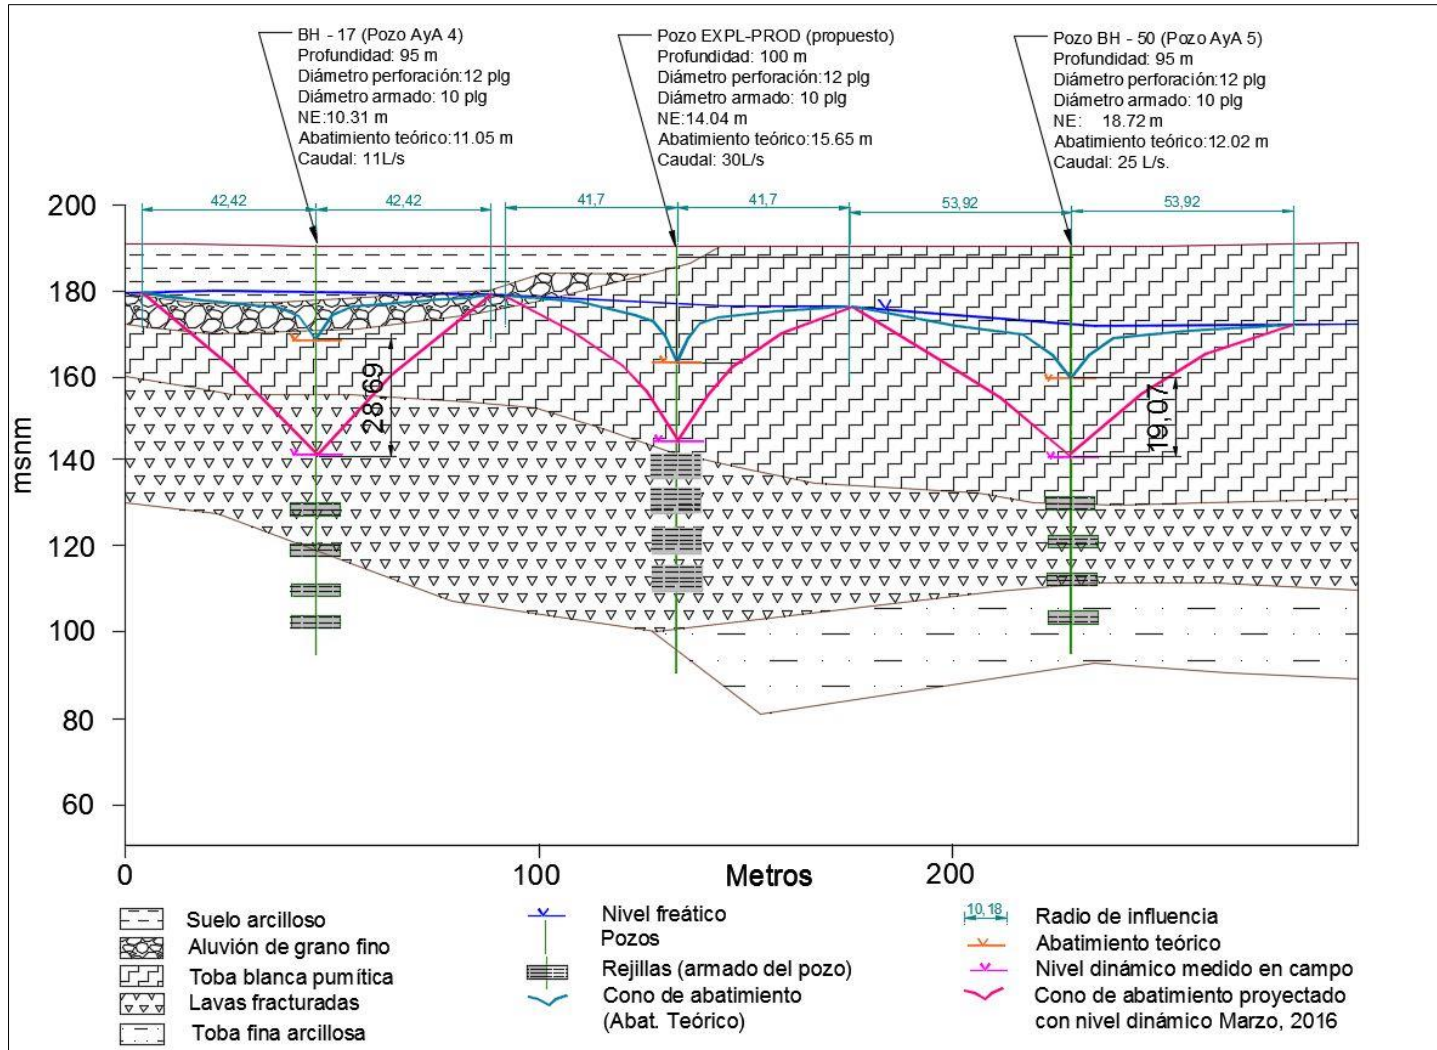 BH - 17 (Pozo AyA 4)
Profundidad: 95 m
Diámetro perforación:12 plg
Diámetro armado: 10 plg
NE:10.31 m
Abatimiento teórico:11.05 m
Caudal: 11L/s
Pozo EXPL-PROD (propuesto)
Profundidad: 100 m
Diámetro perforación:12 plg
Diámetro armado: 10 plg
NE:14.04 m
Abatimiento teórico:15.65 m
Caudal: 30L/s
Pozo BH - 50 (Pozo AyA 5)
Profundidad: 95 m
Diámetro perforación:12 plg
Diámetro armado: 10 plg
NE: 18.72 m
Abatimiento teórico:12.02 m
Caudal: 25 L/s.
42,42
42,42
41,7
41,7
53,92
53,92
200
180
160
140
120
100
80
60
msnm
28,69
19,07
0
100
Metros
200
Suelo arcilloso
Aluvión de grano fino
Toba blanca pumítica
Lavas fracturadas
Toba fina arcillosa
Nivel freático
Pozos
Rejillas (armado del pozo)
Cono de abatimiento
(Abat. Teórico)
10,18
Radio de influencia
Abatimiento teórico
Nivel dinámico medido en campo
Cono de abatimiento proyectado
con nivel dinámico Marzo, 2016